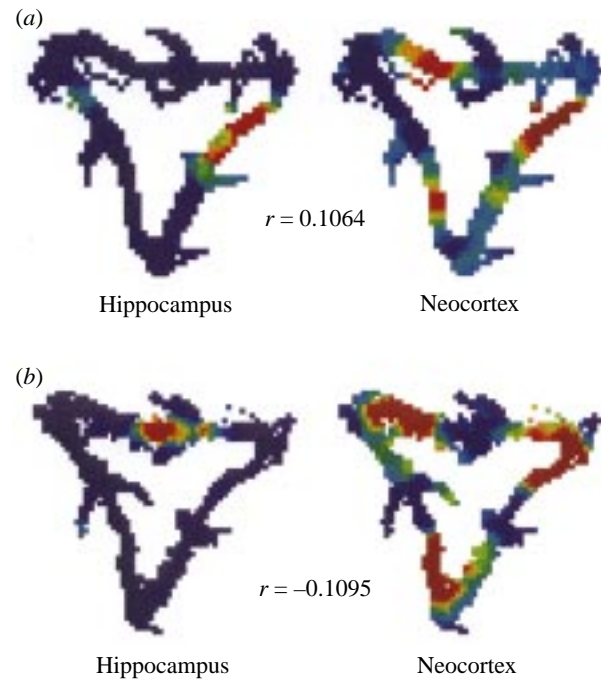 (a)
r = 0.1064
Hippocampus Neocortex
(b)
r = –0.1095
Hippocampus Neocortex